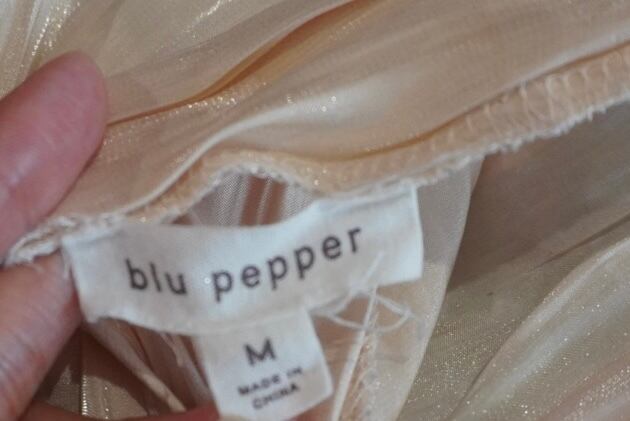 blu pepper
M
MADE IN
CHINA